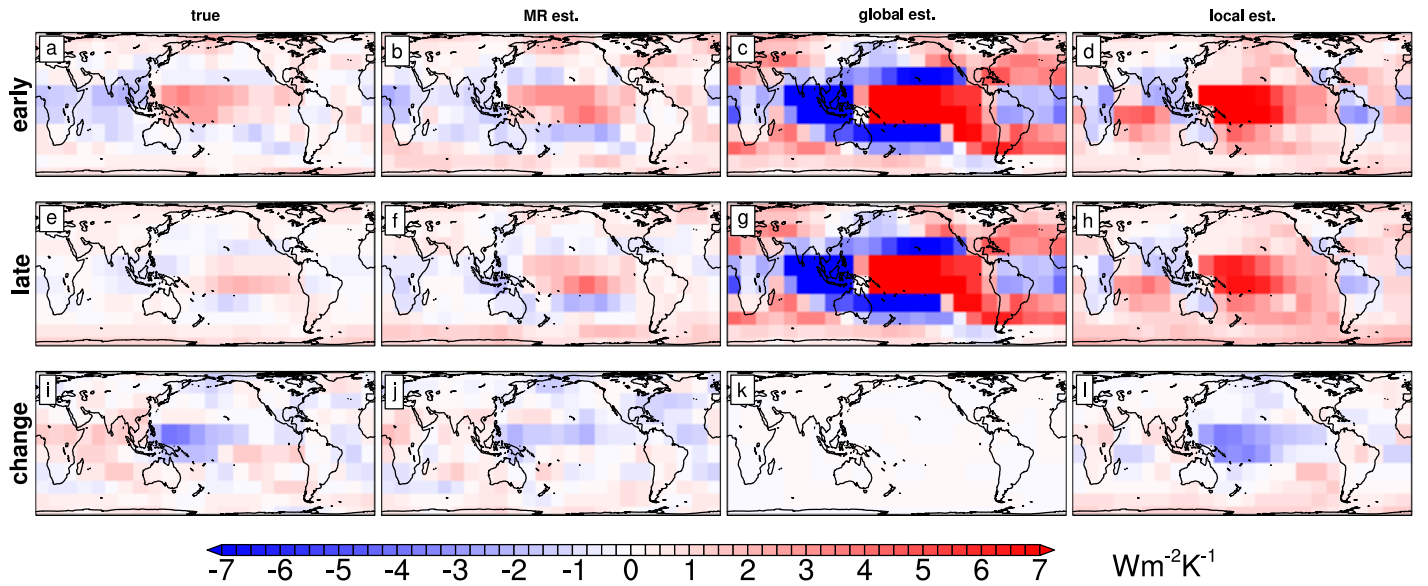 true MR est. global est. local est.
early
a b c d
late
e f g h
change
i j k l
-7 -6 -5 -4 -3 -2 -1 0 1 2 3 4 5 6 7 Wm-2K-1